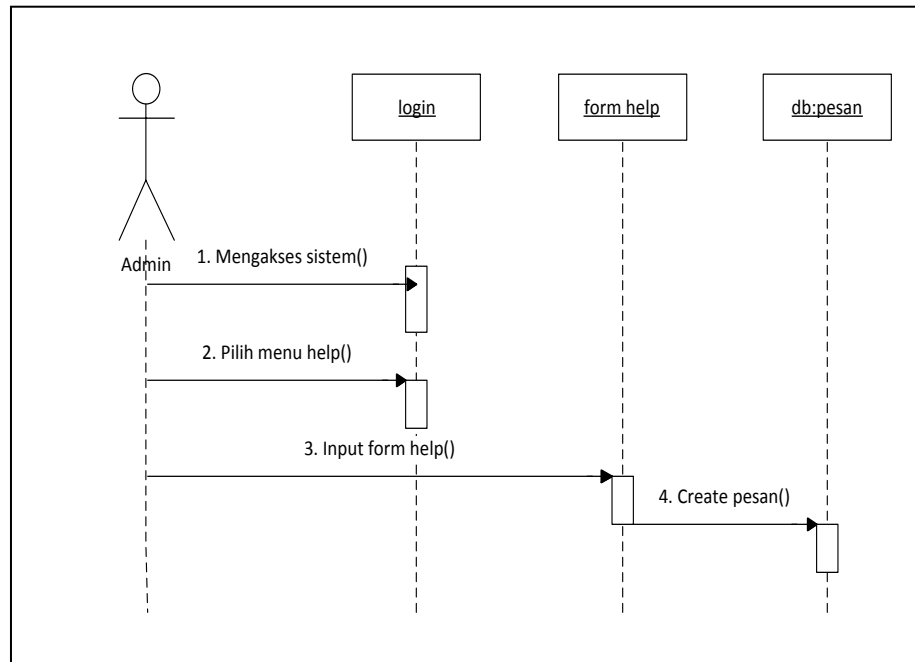 login
form help
db:pesan
Admin
1. Mengakses sistem()
2. Pilih menu help()
3. Input form help()
4. Create pesan()